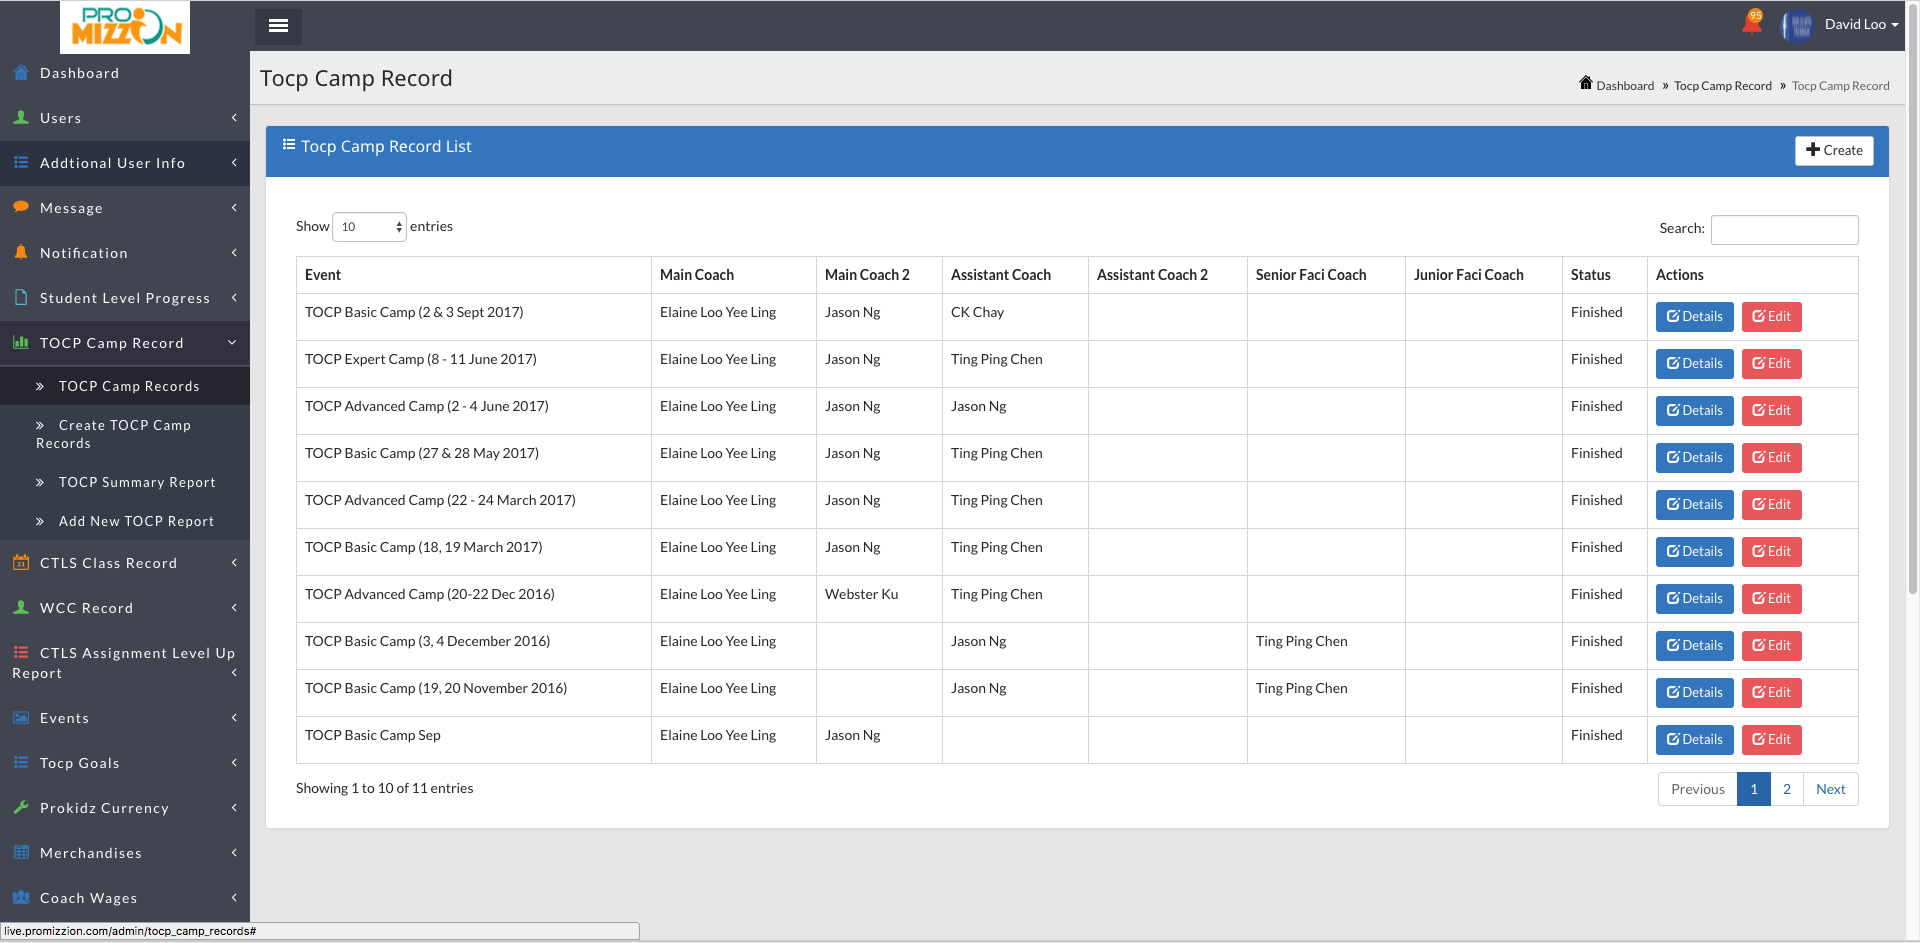 PRO
MIZZION
95
David Loo
Dashboard
Users
Addtional User Info
Message
Notification
Student Level Progress
TOCP Camp Record
» TOCP Camp Records
» Create TOCP Camp
Records
» TOCP Summary Report
» Add New TOCP Report
31
CTLS Class Record
WCC Record
CTLS Assignment Level Up
Report
Events
Tocp Goals
Prokidz Currency
Merchandises
Coach Wages
Tocp Camp Record
Dashboard » Tocp Camp Record » Tocp Camp Record
Tocp Camp Record List
Create
Show 10 entries
Search:
Event Main Coach Main Coach 2 Assistant Coach Assistant Coach 2 Senior Faci Coach Junior Faci Coach Status Actions
TOCP Basic Camp (2 & 3 Sept 2017) Elaine Loo Yee Ling Jason Ng CK Chay Finished Details Edit
TOCP Expert Camp (8 - 11 June 2017) Elaine Loo Yee Ling Jason Ng Ting Ping Chen Finished Details Edit
TOCP Advanced Camp (2 - 4 June 2017) Elaine Loo Yee Ling Jason Ng Jason Ng Finished Details Edit
TOCP Basic Camp (27 & 28 May 2017) Elaine Loo Yee Ling Jason Ng Ting Ping Chen Finished Details Edit
TOCP Advanced Camp (22 - 24 March 2017) Elaine Loo Yee Ling Jason Ng Ting Ping Chen Finished Details Edit
TOCP Basic Camp (18, 19 March 2017) Elaine Loo Yee Ling Jason Ng Ting Ping Chen Finished Details Edit
TOCP Advanced Camp (20-22 Dec 2016) Elaine Loo Yee Ling Webster Ku Ting Ping Chen Finished Details Edit
TOCP Basic Camp (3, 4 December 2016) Elaine Loo Yee Ling Jason Ng Ting Ping Chen Finished Details Edit
TOCP Basic Camp (19, 20 November 2016) Elaine Loo Yee Ling Jason Ng Ting Ping Chen Finished Details Edit
TOCP Basic Camp Sep Elaine Loo Yee Ling Jason Ng Finished Details Edit
Showing 1 to 10 of 11 entries
Previous 1 2 Next
live.promizzion.com/admin/tocp_camp_records#